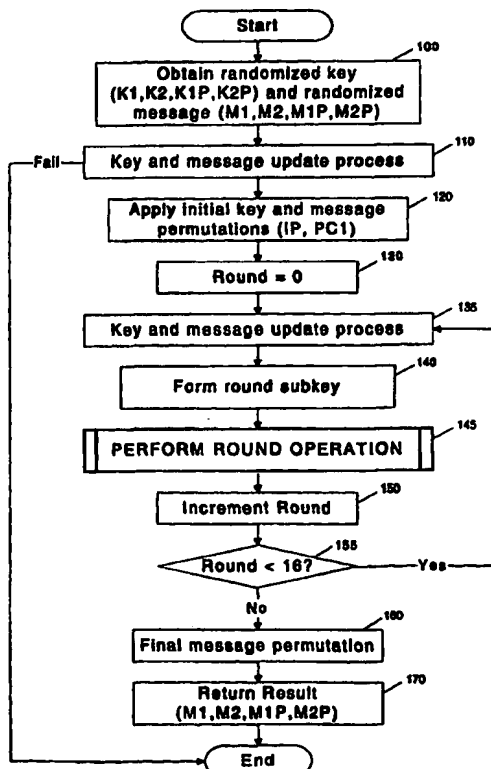 Start
100
Obtain randomized key
(K1,K2,K1P,K2P) and randomized
message (M1,M2,M1P,M2P)
110
Fail
Key and message update process
120
Apply initial key and message
permutations (IP, PC1)
130
Round = 0
135
Key and message update process
140
Form round subkey
145
PERFORM ROUND OPERATION
150
Increment Round
155
Round < 16?
Yes
No
160
Final message permutation
170
Return Result
(M1,M2,M1P,M2P)
End